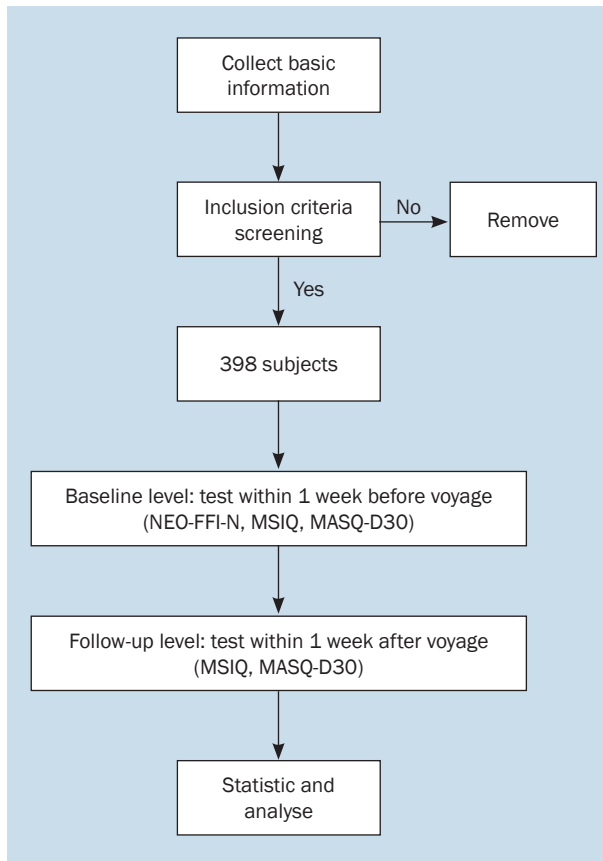 Collect basic
information
Inclusion criteria
screening
No
Remove
Yes
398 subjects
Baseline level: test within 1 week before voyage
(NEO-FFI-N, MSIQ, MASQ-D30)
Follow-up level: test within 1 week after voyage
(MSIQ, MASQ-D30)
Statistic and
analyse